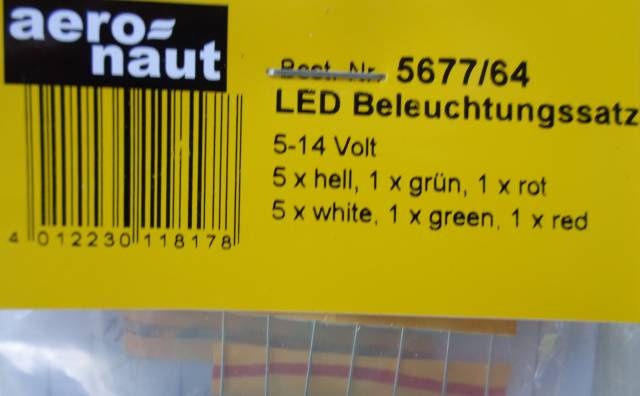 aero-
naut
Best. Nr. 5677/64
LED Beleuchtungssatz
5-14 Volt
5 x hell, 1 x grün, 1 x rot
5 x white, 1 x green, 1 x red
4 012230 118178